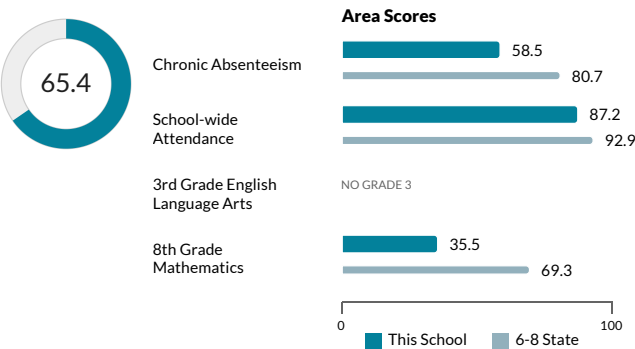 Area Scores
65.4
Chronic Absenteeism
58.5
80.7
School-wide
Attendance
87.2
92.9
3rd Grade English
Language Arts
NO GRADE 3
8th Grade
Mathematics
35.5
69.3
0
100
This School
6-8 State